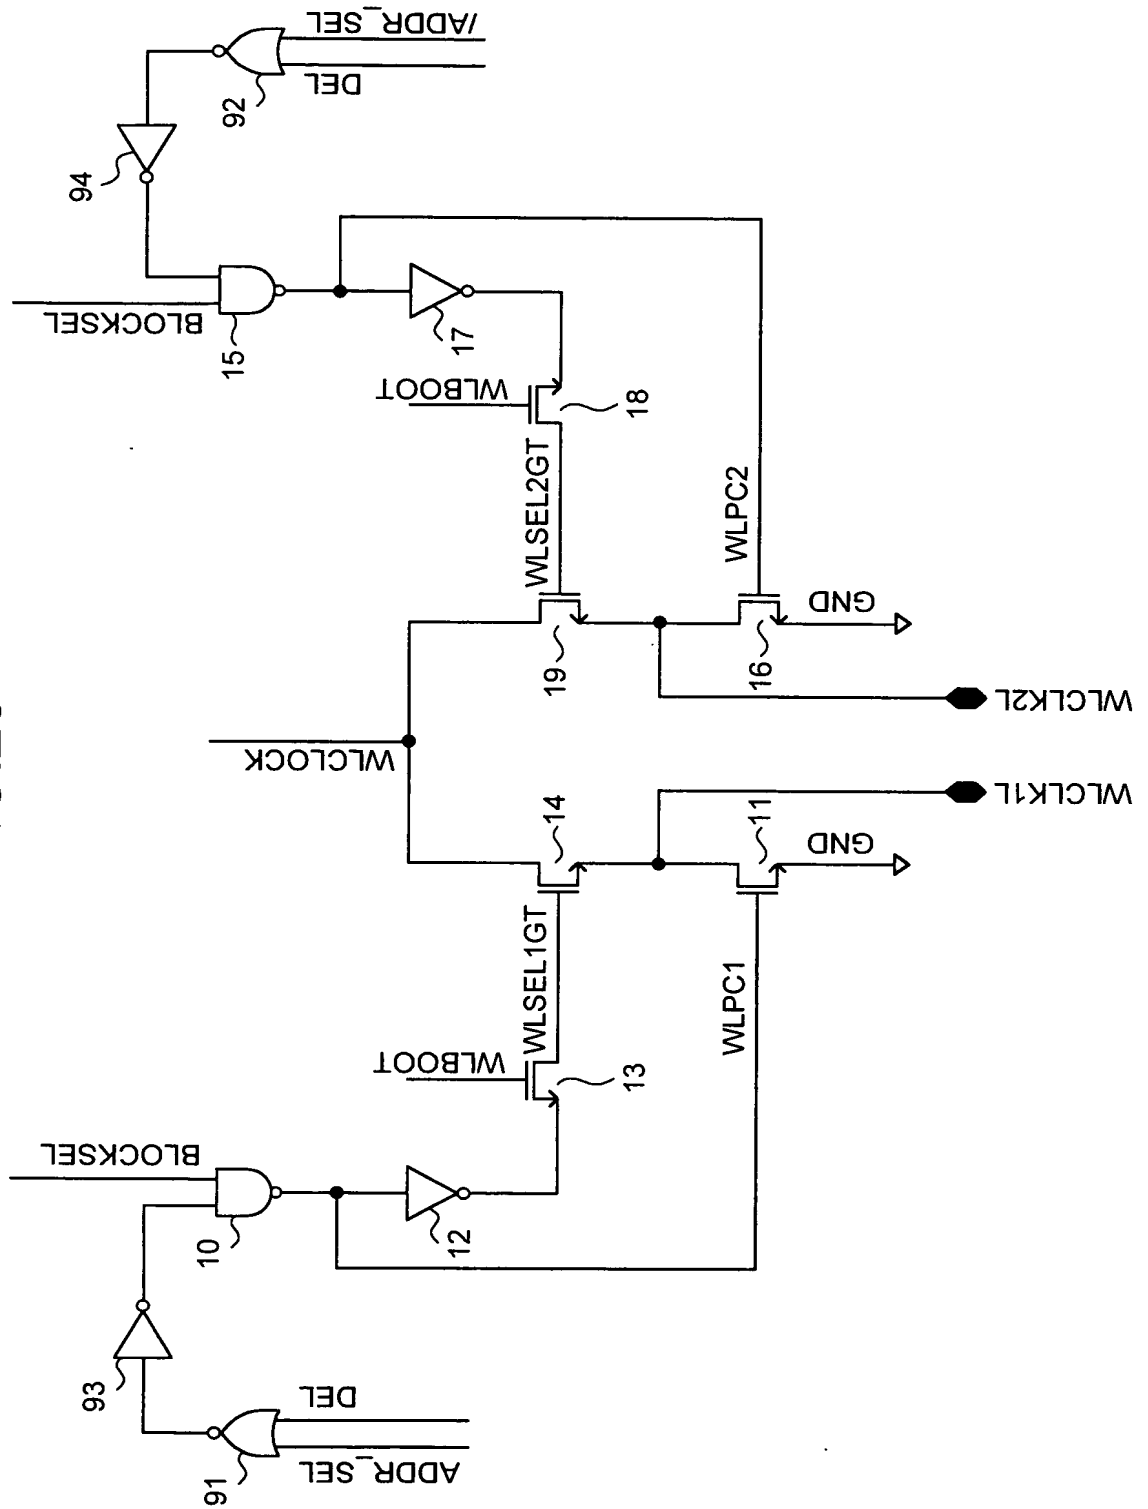 /ADDR_SEL
DEL
92
94
BLOCKSEL
15
17
WLBOOT
18
WLSEL2GT
19
WLPC2
16
GND
WLCLK2L
WLCLOCK
WLCLK1L
14
11
GND
WLSEL1GT
WLPC1
WLBOOT
13
BLOCKSEL
10
12
93
DEL
91
ADDR_SEL